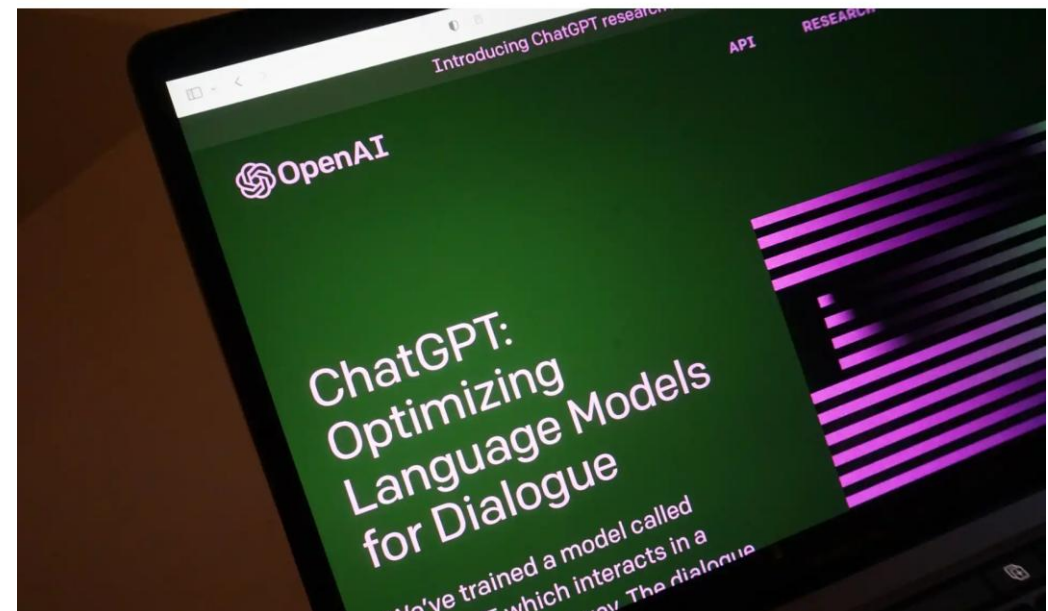 Introducing ChatGPT research
API
RESEARCH
OpenAI
ChatGPT:
Optimizing
Language Models
for Dialogue
We've trained a model called
which interacts in a
The dialogue